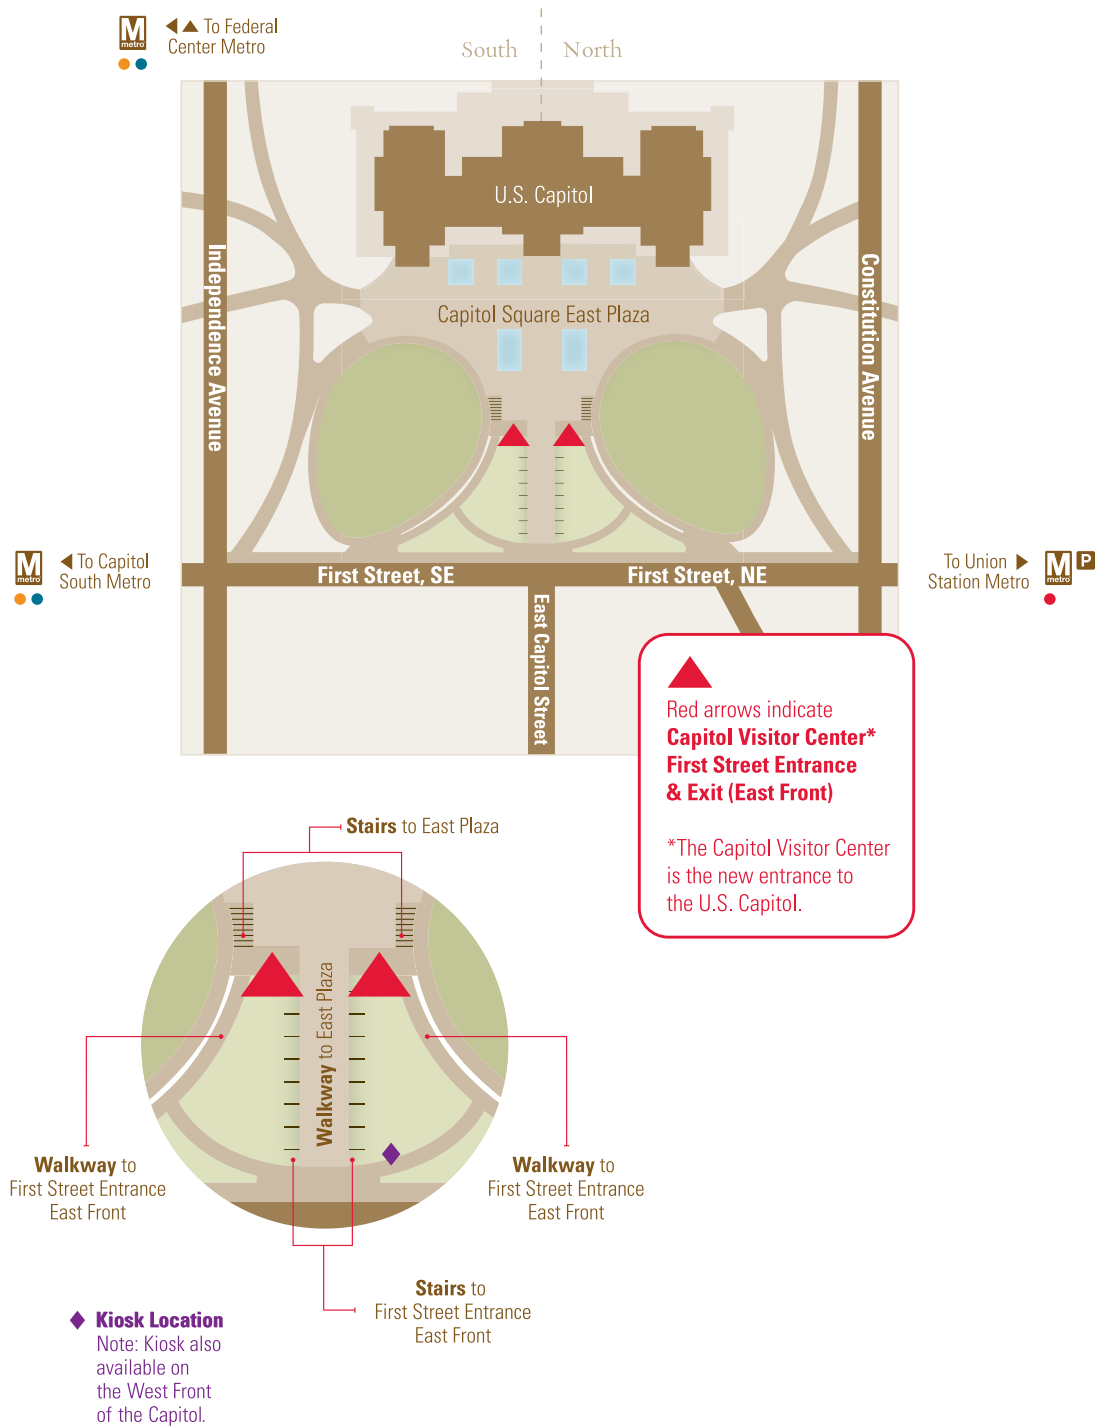 M
metro
To Federal
Center Metro
South
North
U.S. Capitol
Independence Avenue
Constitution Avenue
Capitol Square East Plaza
M
metro
To Capitol
South Metro
First Street, SE
First Street, NE
To Union
Station Metro
M
metro
P
East Capitol Street
Red arrows indicate
Capitol Visitor Center*
First Street Entrance
& Exit (East Front)
*The Capitol Visitor Center
is the new entrance to
the U.S. Capitol.
Stairs to East Plaza
Walkway to East Plaza
Walkway to
First Street Entrance
East Front
Walkway to
First Street Entrance
East Front
Stairs to
First Street Entrance
East Front
Kiosk Location
Note: Kiosk also
available on
the West Front
of the Capitol.